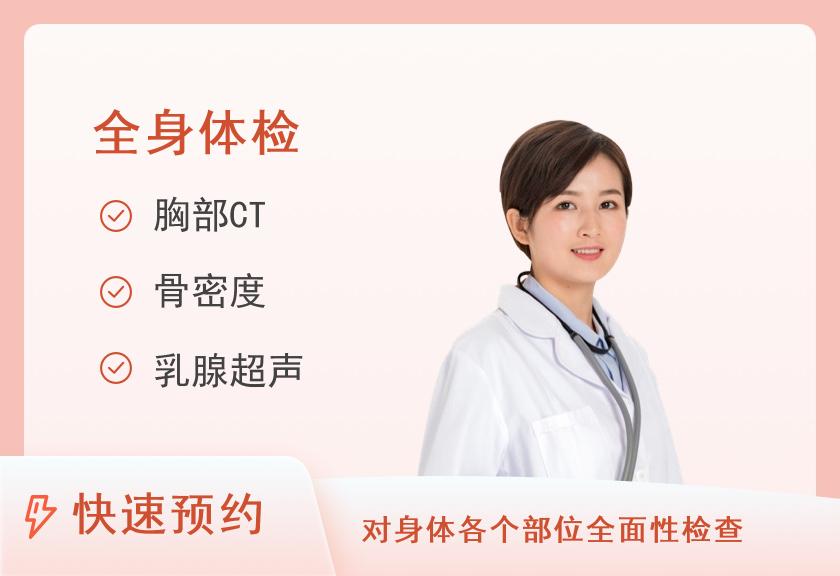 全身体检
胸部CT
骨密度
乳腺超声
快速预约
对身体各个部位全面性检查